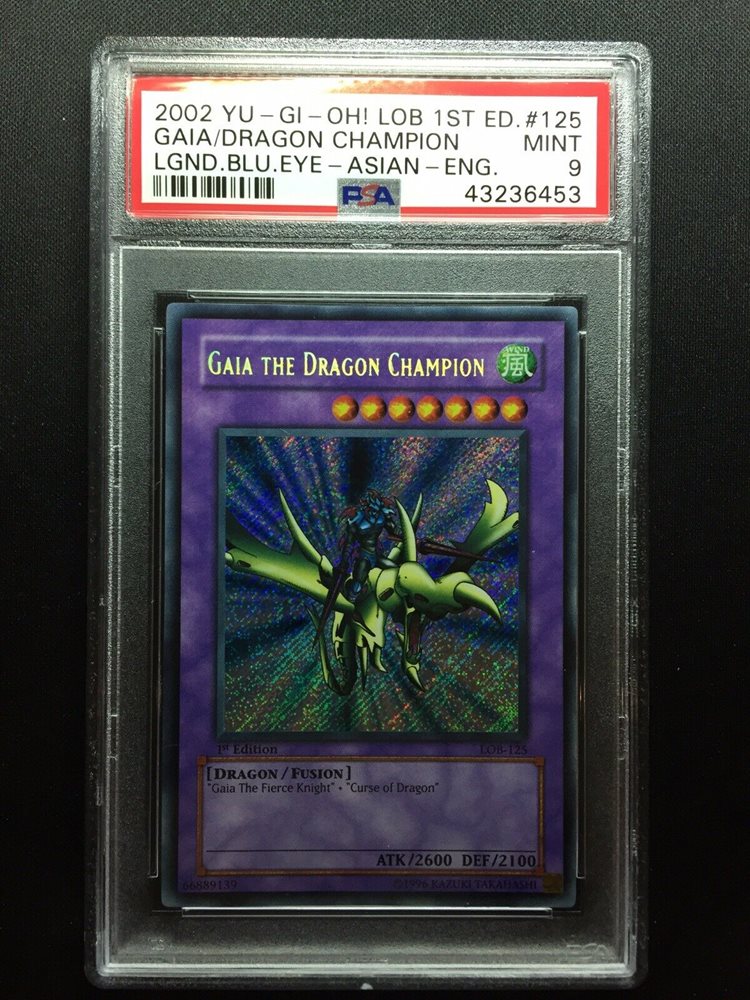 2002 YU-GI-OH! LOB 1ST ED. #125
GAIA/DRAGON CHAMPION MINT
LGND.BLU.EYE-ASIAN-ENG. 9
PSA 43236453
GAIA THE DRAGON CHAMPION
WIND
風
1ST Edition LOB-125
[DRAGON/FUSION]
"Gaia The Fierce Knight" + "Curse of Dragon"
ATK/2600 DEF/2100
66889139 ©1996 KAZUKI TAKAHASHI